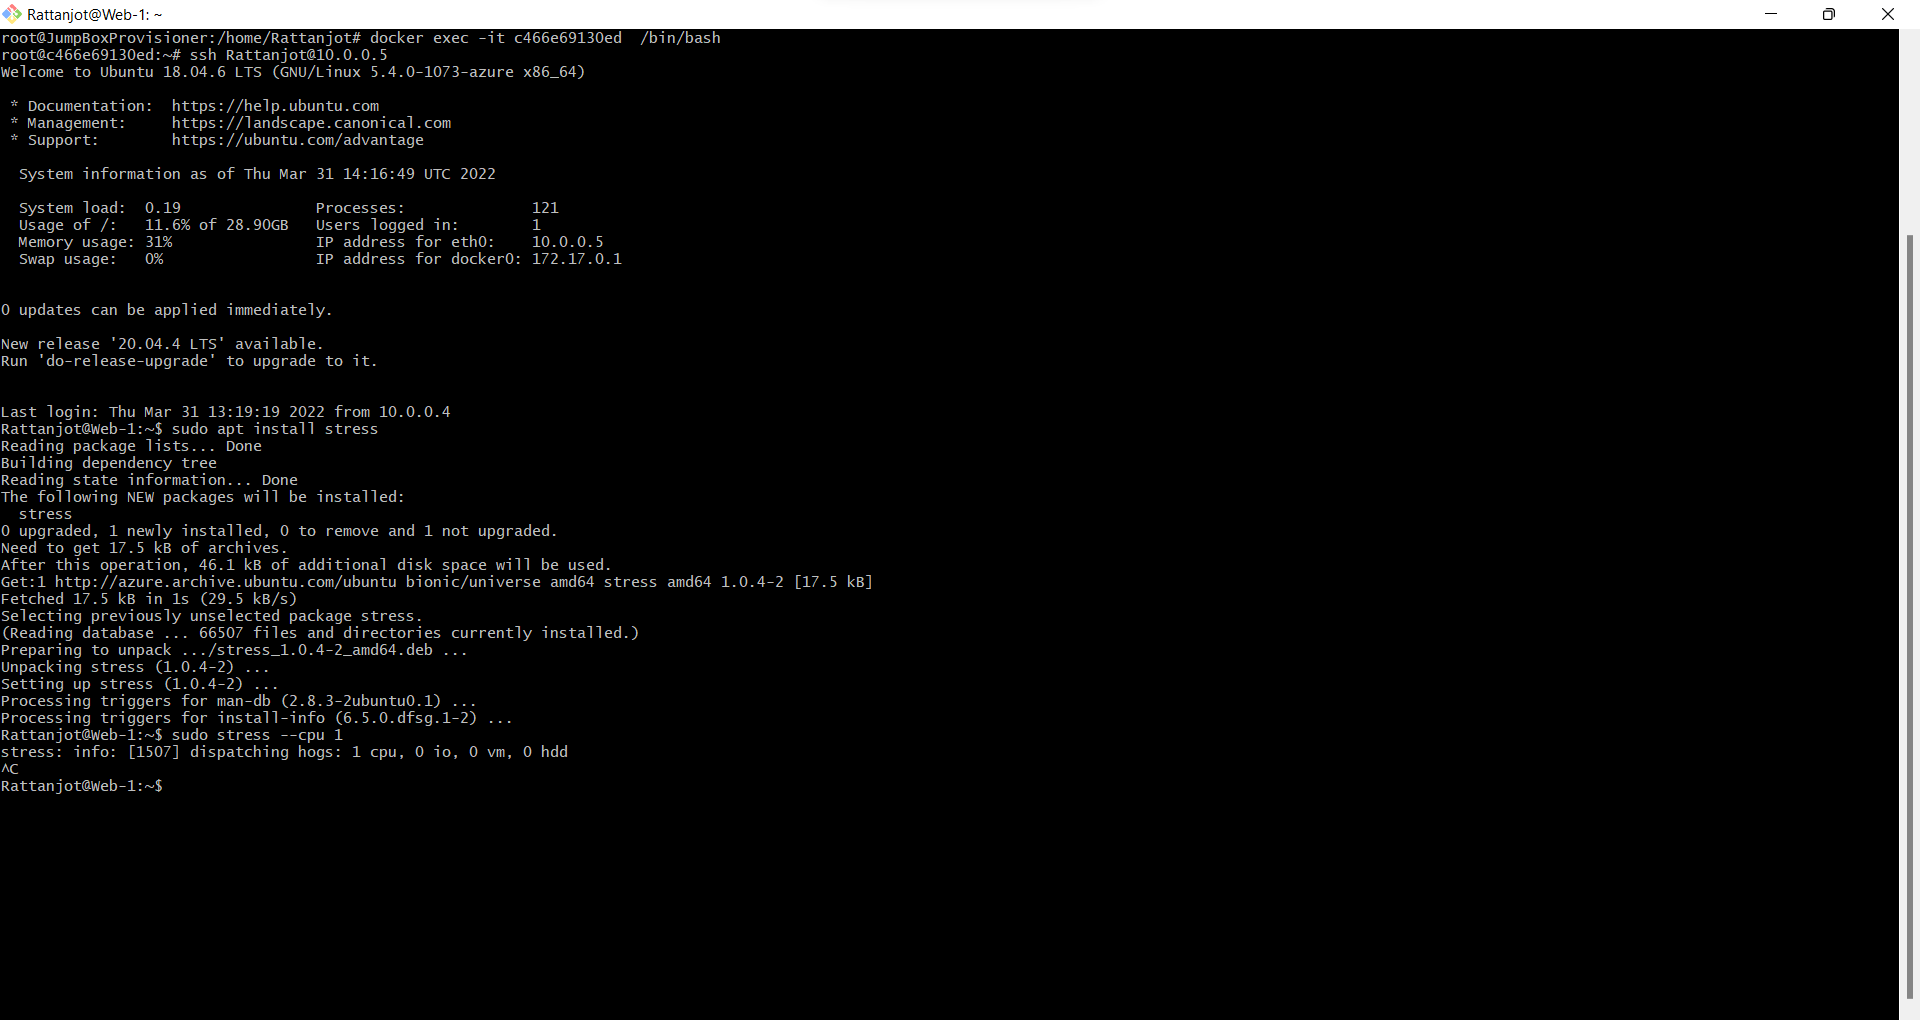 Rattanjot@Web-1: ~
root@JumpBoxProvisioner:/home/Rattanjot# docker exec -it c466e69130ed  /bin/bash
root@c466e69130ed:~# ssh Rattanjot@10.0.0.5
Welcome to Ubuntu 18.04.6 LTS (GNU/Linux 5.4.0-1073-azure x86_64)
 * Documentation:  https://help.ubuntu.com
 * Management:     https://landscape.canonical.com
 * Support:        https://ubuntu.com/advantage
  System information as of Thu Mar 31 14:16:49 UTC 2022
  System load:  0.19               Processes:              121
  Usage of /:   11.6% of 28.90GB   Users logged in:        1
  Memory usage: 31%                IP address for eth0:    10.0.0.5
  Swap usage:   0%                 IP address for docker0: 172.17.0.1
0 updates can be applied immediately.
New release '20.04.4 LTS' available.
Run 'do-release-upgrade' to upgrade to it.
Last login: Thu Mar 31 13:19:19 2022 from 10.0.0.4
Rattanjot@Web-1:~$ sudo apt install stress
Reading package lists... Done
Building dependency tree
Reading state information... Done
The following NEW packages will be installed:
  stress
0 upgraded, 1 newly installed, 0 to remove and 1 not upgraded.
Need to get 17.5 kB of archives.
After this operation, 46.1 kB of additional disk space will be used.
Get:1 http://azure.archive.ubuntu.com/ubuntu bionic/universe amd64 stress amd64 1.0.4-2 [17.5 kB]
Fetched 17.5 kB in 1s (29.5 kB/s)
Selecting previously unselected package stress.
(Reading database ... 66507 files and directories currently installed.)
Preparing to unpack .../stress_1.0.4-2_amd64.deb ...
Unpacking stress (1.0.4-2) ...
Setting up stress (1.0.4-2) ...
Processing triggers for man-db (2.8.3-2ubuntu0.1) ...
Processing triggers for install-info (6.5.0.dfsg.1-2) ...
Rattanjot@Web-1:~$ sudo stress --cpu 1
stress: info: [1507] dispatching hogs: 1 cpu, 0 io, 0 vm, 0 hdd
^C
Rattanjot@Web-1:~$